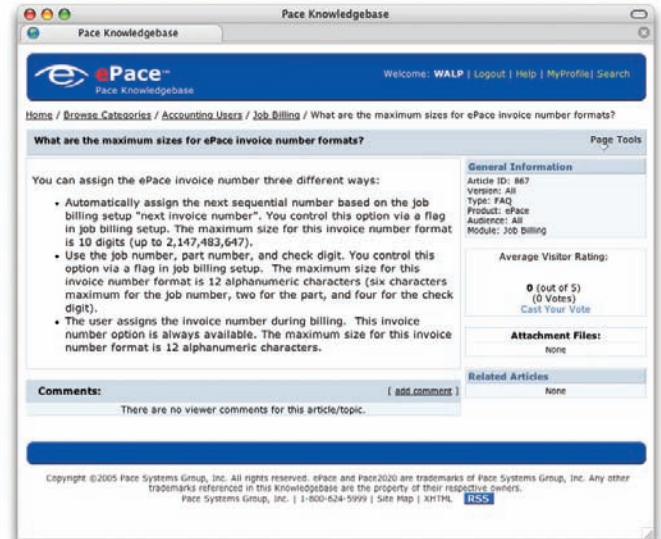 Pace Knowledgebase
Pace Knowledgebase
ePace™
Pace Knowledgebase
Welcome: WALP | Logout | Help | MyProfile| Search
Home / Browse Categories / Accounting Users / Job Billing / What are the maximum sizes for ePace invoice number formats?
What are the maximum sizes for ePace invoice number formats?
Page Tools
You can assign the ePace invoice number three different ways:
• Automatically assign the next sequential number based on the job
billing setup "next invoice number". You control this option via a flag
in job billing setup. The maximum size for this invoice number format
is 10 digits (up to 2,147,483,647).
• Use the job number, part number, and check digit. You control this
option via a flag in job billing setup. The maximum size for this
invoice number format is 12 alphanumeric characters (six characters
maximum for the job number, two for the part, and four for the check
digit).
• The user assigns the invoice number during billing. This invoice
number option is always available. The maximum size for this invoice
number format is 12 alphanumeric characters.
General Information
Article ID: 867
Version: All
Type: FAQ
Product: ePace
Audience: All
Module: Job Billing
Average Visitor Rating:
0 (out of 5)
(0 Votes)
Cast Your Vote
Attachment Files:
None
Related Articles
None
Comments:
[ add comment ]
There are no viewer comments for this article/topic.
Copyright ©2005 Pace Systems Group, Inc. All rights reserved. ePace and Pace2020 are trademarks of Pace Systems Group, Inc. Any other
trademarks referenced in this Knowledgebase are the property of their respective owners.
Pace Systems Group, Inc. | 1-800-624-5999 | Site Map | XHTML RSS